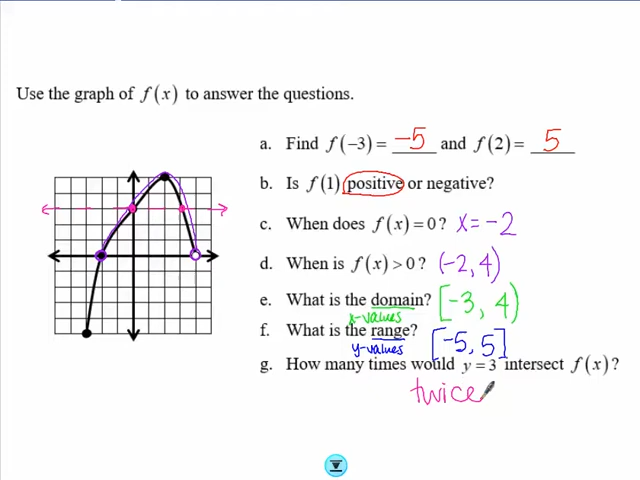 Use the graph of f(x) to answer the questions.
a. Find f(−3) = −5 and f(2) = 5
b. Is f(1) positive or negative?
c. When does f(x) = 0? x = −2
d. When is f(x) > 0? (−2, 4)
e. What is the domain? [−3, 4)
x-values
f. What is the range? [−5, 5]
y-values
g. How many times would y = 3 intersect f(x)?
twice